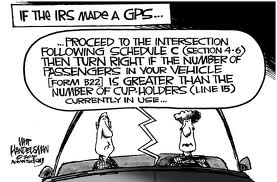 IF THE IRS MADE A GPS...
...PROCEED TO THE INTERSECTION
FOLLOWING SCHEDULE C (SECTION 4-6)
THEN TURN RIGHT IF THE NUMBER OF
PASSENGERS IN YOUR VEHICLE
[FORM B22] IS GREATER THAN THE
NUMBER OF CUP-HOLDERS (LINE 15)
CURRENTLY IN USE...
WALT
HANDELSMAN